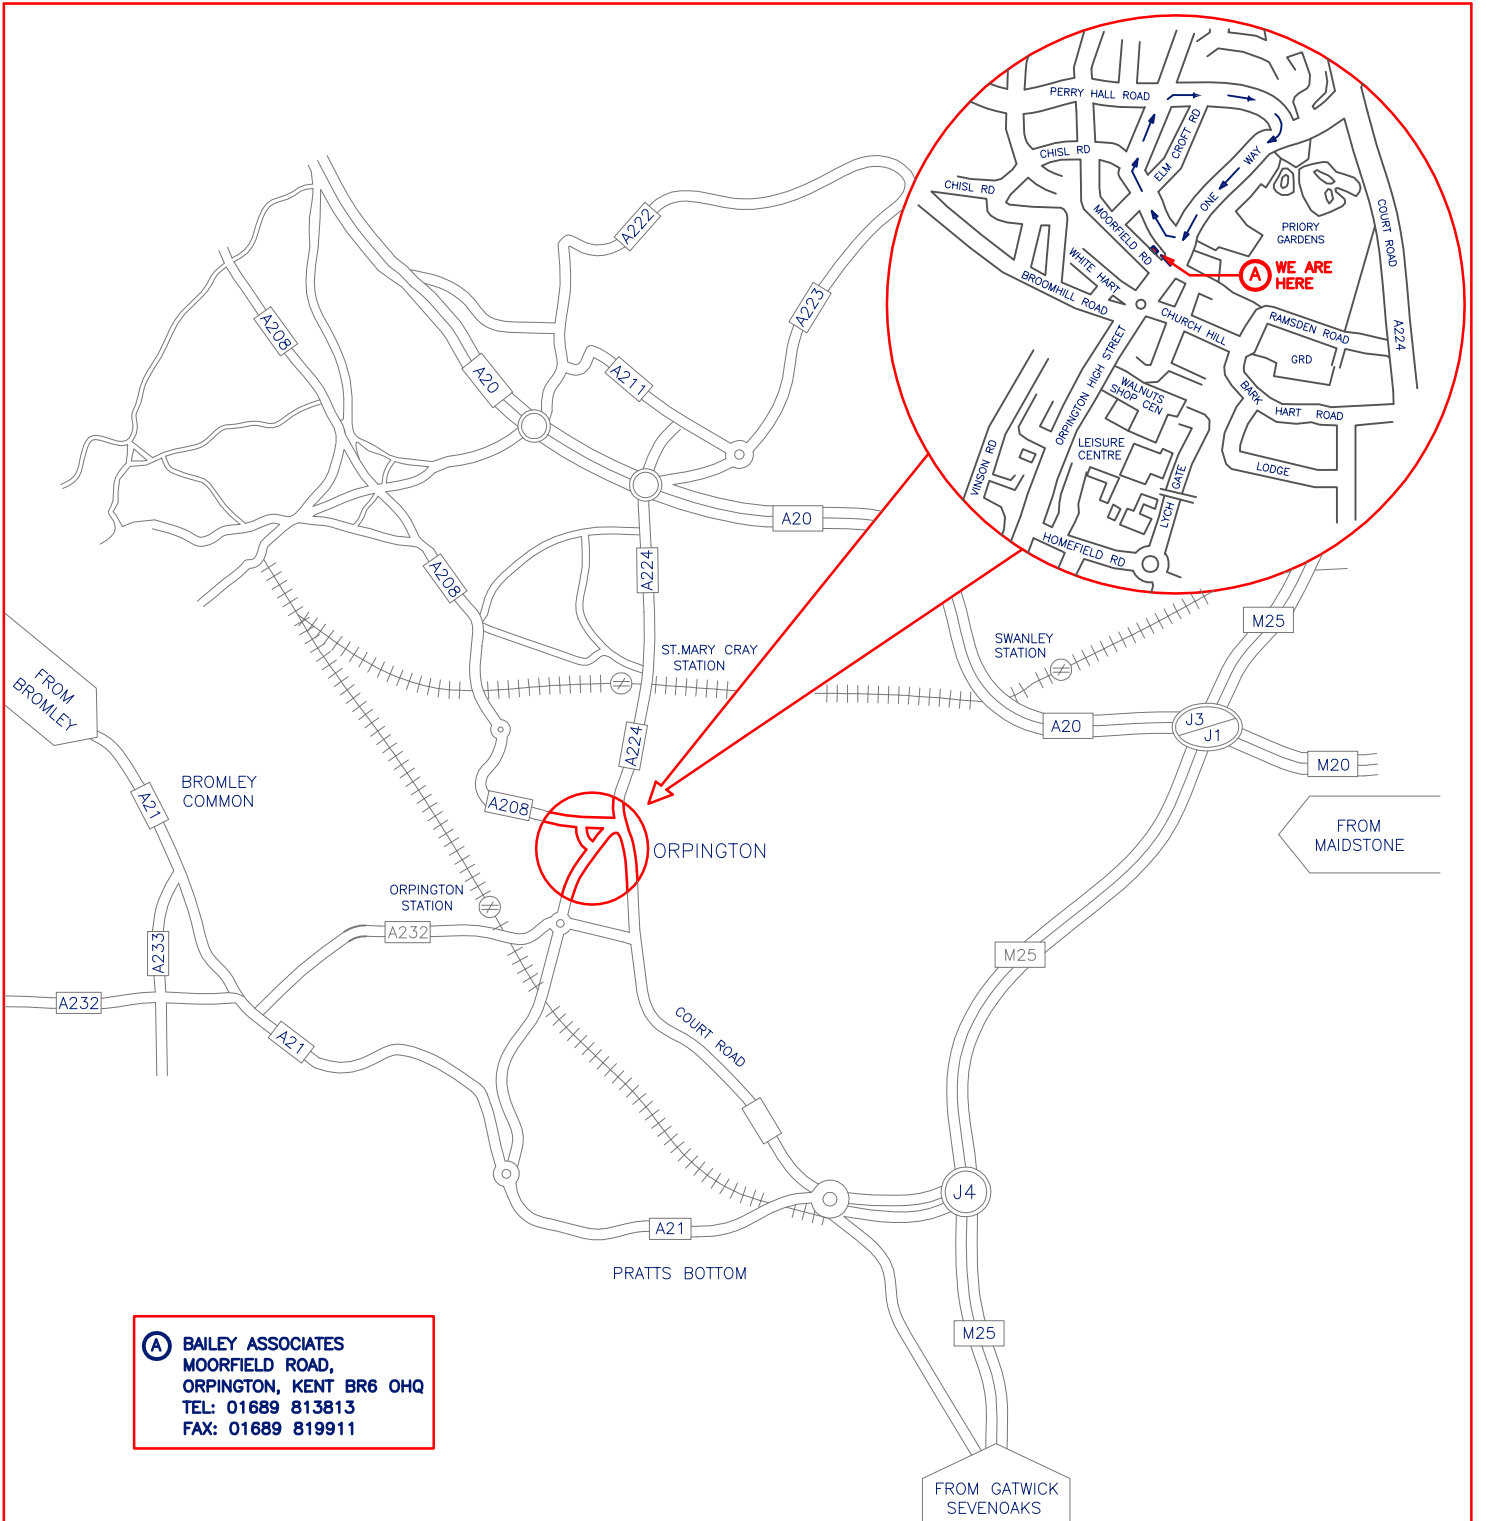 PERRY HALL ROAD
CHISL RD
CHISL RD
ELM CROFT RD
ONE WAY
MOORFIELD RD
WHITE HART
BROOMHILL ROAD
PRIORY
GARDENS
COURT ROAD
A224
A WE ARE
HERE
CHURCH HILL
RAMSDEN ROAD
GRD
BARK
HART ROAD
LODGE
ORPINGTON HIGH STREET
WALNUTS
SHOP CEN
LEISURE
CENTRE
VINSON RD
LYCH GATE
HOMEFIELD RD
A222
A223
A208
A20
A211
A20
A224
A208
M25
SWANLEY
STATION
ST.MARY CRAY
STATION
FROM
BROMLEY
A20
J3
J1
M20
A224
A21
BROMLEY
COMMON
A208
FROM
MAIDSTONE
ORPINGTON
ORPINGTON
STATION
A232
A233
M25
A232
A21
COURT ROAD
J4
A21
PRATTS BOTTOM
M25
A BAILEY ASSOCIATES
MOORFIELD ROAD,
ORPINGTON, KENT BR6 OHQ
TEL: 01689 813813
FAX: 01689 819911
FROM GATWICK
SEVENOAKS